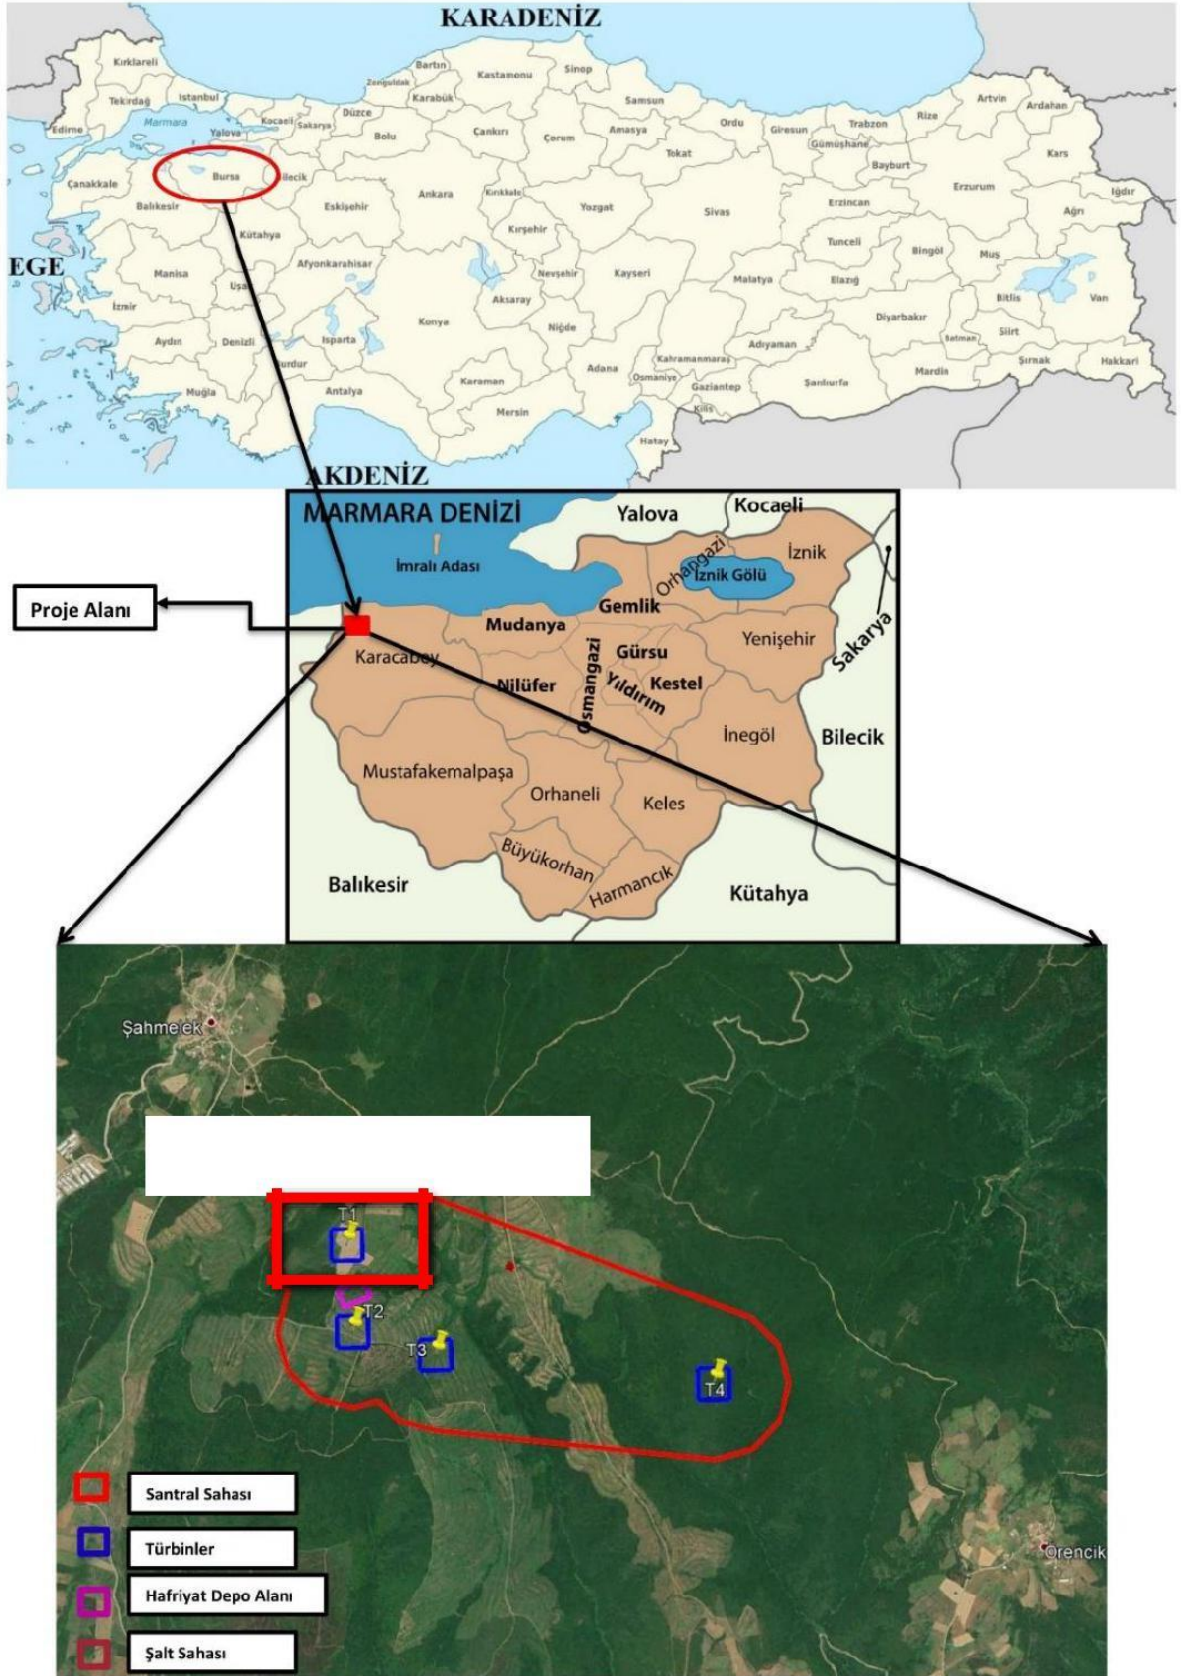 KARADENİZ
Kırklareli
Edirne
Tekirdağ
Istanbul
Marmara
Yalova
Kocaeli
Sakarya
Düzce
Zonguldak
Bartın
Karabük
Kastamonu
Sinop
Samsun
Ordu
Giresun
Trabzon
Rize
Artvin
Ardahan
Bolu
Çankırı
Çorum
Amasya
Tokat
Gümüşhane
Bayburt
Kars
Çanakkale
Bursa
Bilecik
Balıkesir
Eskişehir
Ankara
Kırıkkale
Yozgat
Sivas
Erzincan
Erzurum
Iğdır
Ağrı
Kütahya
Kırşehir
Tunceli
Bingöl
Muş
EGE
Manisa
Uşak
Afyonkarahisar
Nevşehir
Kayseri
Malatya
Elazığ
Bitlis
Van
İzmir
Aksaray
Aydın
Denizli
Isparta
Konya
Niğde
Diyarbakır
Batman
Siirt
Adıyaman
Kahramanmaraş
Şırnak
Hakkari
Mardin
Burdur
Muğla
Antalya
Karaman
Adana
Osmaniye
Gaziantep
Şanlıurfa
Kilis
Mersin
Hatay
AKDENİZ
MARMARA DENİZİ
Yalova
Kocaeli
İmralı Adası
Orhangazi
İznik
İznik Gölü
Gemlik
Proje Alanı
Mudanya
Yenişehir
Sakarya
Karacabey
Gürsu
Nilüfer
Osmangazi
Yıldırım
Kestel
İnegöl
Bilecik
Mustafakemalpaşa
Orhaneli
Keles
Büyükorhan
Harmancık
Balıkesir
Kütahya
Şahmelek
T1
T2
T3
T4
Santral Sahası
Türbinler
Örencik
Hafriyat Depo Alanı
Şalt Sahası